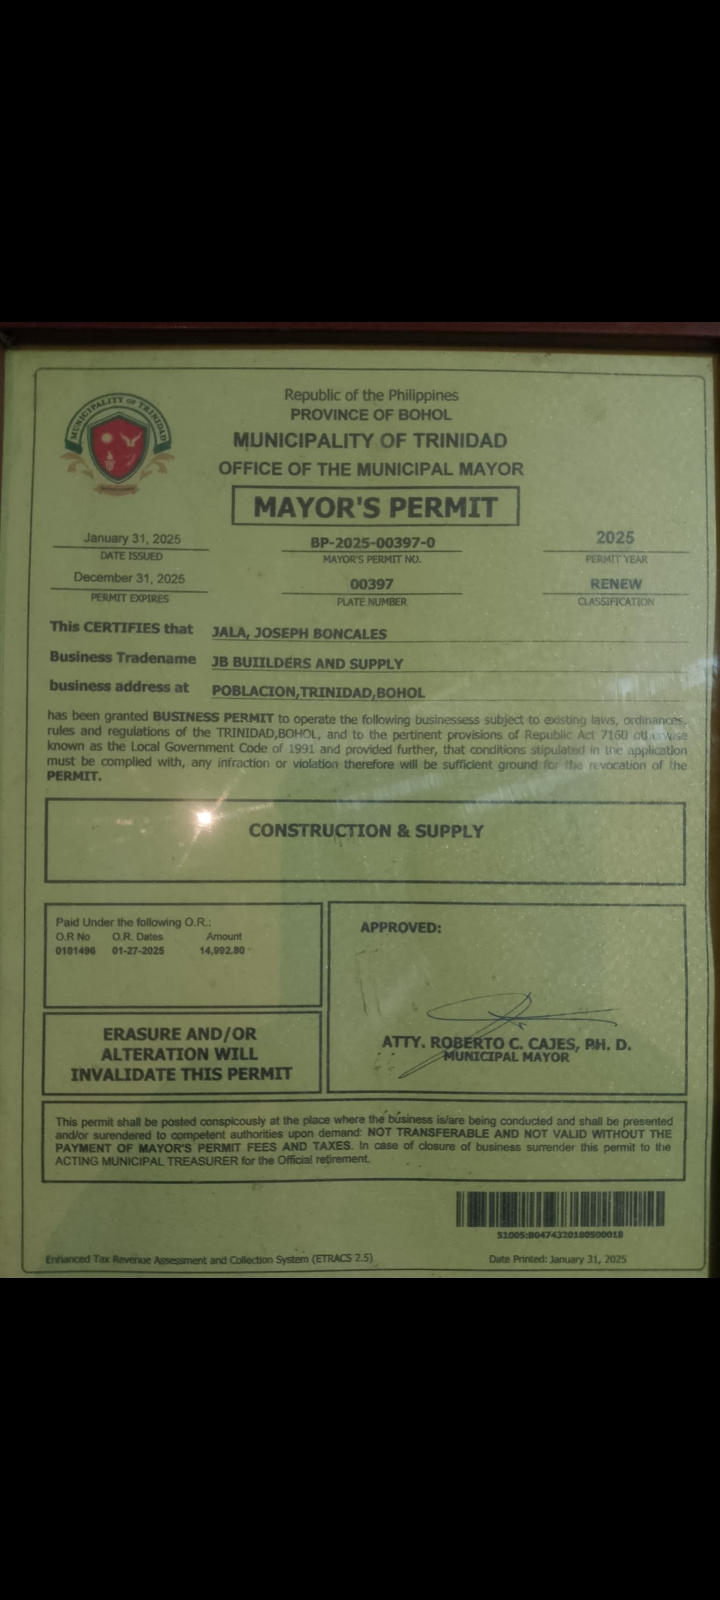 MUNICIPALITY OF TRINIDAD
Republic of the Philippines
PROVINCE OF BOHOL
MUNICIPALITY OF TRINIDAD
OFFICE OF THE MUNICIPAL MAYOR
MAYOR'S PERMIT
January 31, 2025 BP-2025-00397-0 2025
DATE ISSUED MAYOR'S PERMIT NO. PERMIT YEAR
December 31, 2025 00397 RENEW
PERMIT EXPIRES PLATE NUMBER CLASSIFICATION
This CERTIFIES that JALA, JOSEPH BONCALES
Business Tradename JB BUIILDERS AND SUPPLY
business address at POBLACION,TRINIDAD,BOHOL
has been granted BUSINESS PERMIT to operate the following businessess subject to existing laws, ordinances,
rules and regulations of the TRINIDAD,BOHOL, and to the pertinent provisions of Republic Act 7160 otherwise
known as the Local Government Code of 1991 and provided further, that conditions stipulated in the application
must be complied with, any infraction or violation therefore will be sufficient ground for the revocation of the
PERMIT.
CONSTRUCTION & SUPPLY
Paid Under the following O.R.:
O.R No O.R. Dates Amount
0181496 01-27-2025 14,992.80
ERASURE AND/OR
ALTERATION WILL
INVALIDATE THIS PERMIT
APPROVED:
ATTY. ROBERTO C. CAJES, PH. D.
MUNICIPAL MAYOR
This permit shall be posted conspicously at the place where the business is/are being conducted and shall be presented
and/or surendered to competent authorities upon demand: NOT TRANSFERABLE AND NOT VALID WITHOUT THE
PAYMENT OF MAYOR'S PERMIT FEES AND TAXES. In case of closure of business surrender this permit to the
ACTING MUNICIPAL TREASURER for the Official retirement.
51005:B0474320180500018
Enhanced Tax Revenue Assessment and Collection System (ETRACS 2.5) Date Printed: January 31, 2025